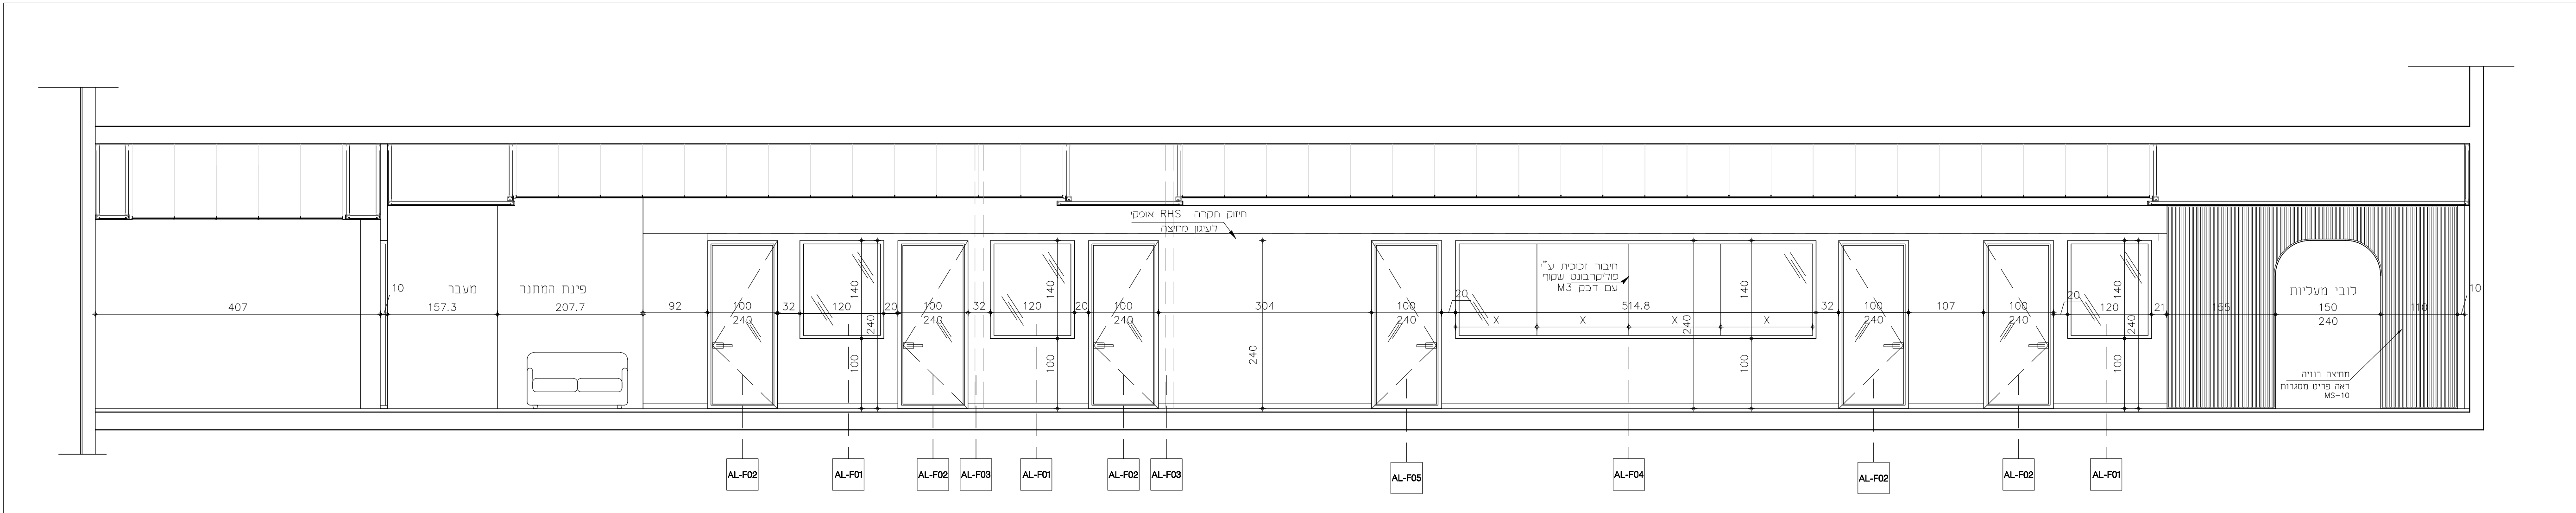 חיזוק תקרה RHS אופקי
לעיגון מחיצה
חיבור זכוכית ע"י
פוליקרבונט שקוף
עם דבק M3
פינת המתנה
מעבר
לובי מעליות
407
10
157.3
207.7
92
100
240
32
120
140
240
100
20
100
240
32
120
140
100
20
100
240
304
240
100
240
20
514.8
X
X
X
X
240
140
100
32
100
240
107
100
240
20
120
140
240
100
21
155
150
240
110
10
מחיצה בנויה
ראה פריט מסגרות
MS-10
AL-F02
AL-F01
AL-F02
AL-F03
AL-F01
AL-F02
AL-F03
AL-F05
AL-F04
AL-F02
AL-F02
AL-F01